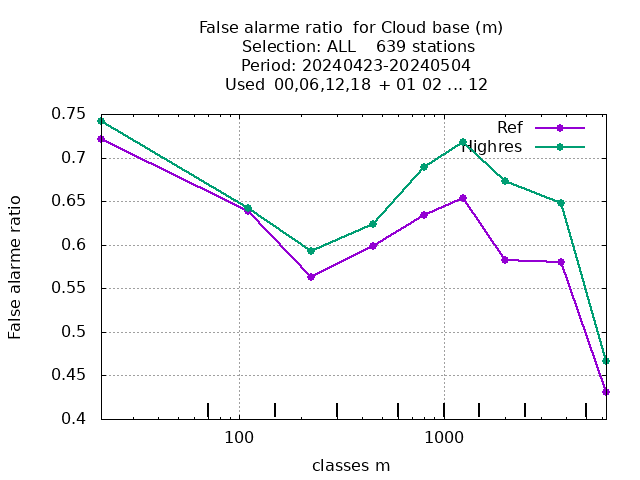 False alarme ratio  for Cloud base (m)
Selection: ALL    639 stations
Period: 20240423-20240504
Used  00,06,12,18 + 01 02 ... 12
0.75
0.7
0.65
0.6
0.55
0.5
0.45
0.4
False alarme ratio
Ref
Highres
100
1000
classes m